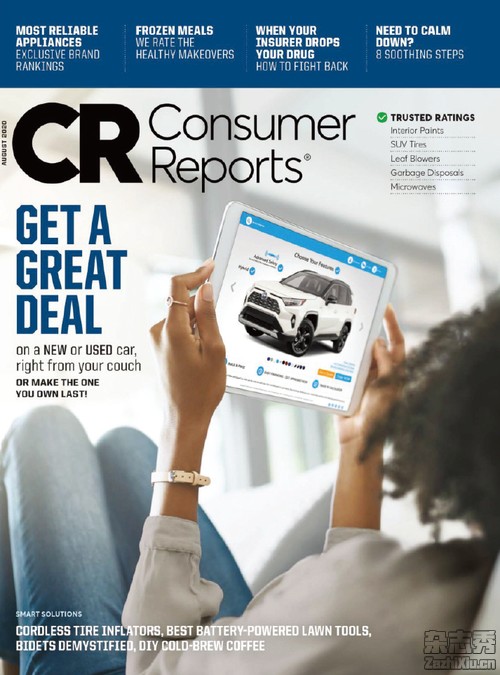 MOST RELIABLE
APPLIANCES
EXCLUSIVE BRAND
RANKINGS
FROZEN MEALS
WE RATE THE
HEALTHY MAKEOVERS
WHEN YOUR
INSURER DROPS
YOUR DRUG
HOW TO FIGHT BACK
NEED TO CALM
DOWN?
8 SOOTHING STEPS
AUGUST 2020
CR Consumer
Reports®
TRUSTED RATINGS
Interior Paints
SUV Tires
Leaf Blowers
Garbage Disposals
Microwaves
GET A
GREAT
DEAL
on a NEW or USED car,
right from your couch
OR MAKE THE ONE
YOU OWN LAST!
Choose Your Features
Advanced Safety
Hybrid
SMART SOLUTIONS
CORDLESS TIRE INFLATORS, BEST BATTERY-POWERED LAWN TOOLS,
BIDETS DEMYSTIFIED, DIY COLD-BREW COFFEE
杂志秀
ZaZhiXiu.cn